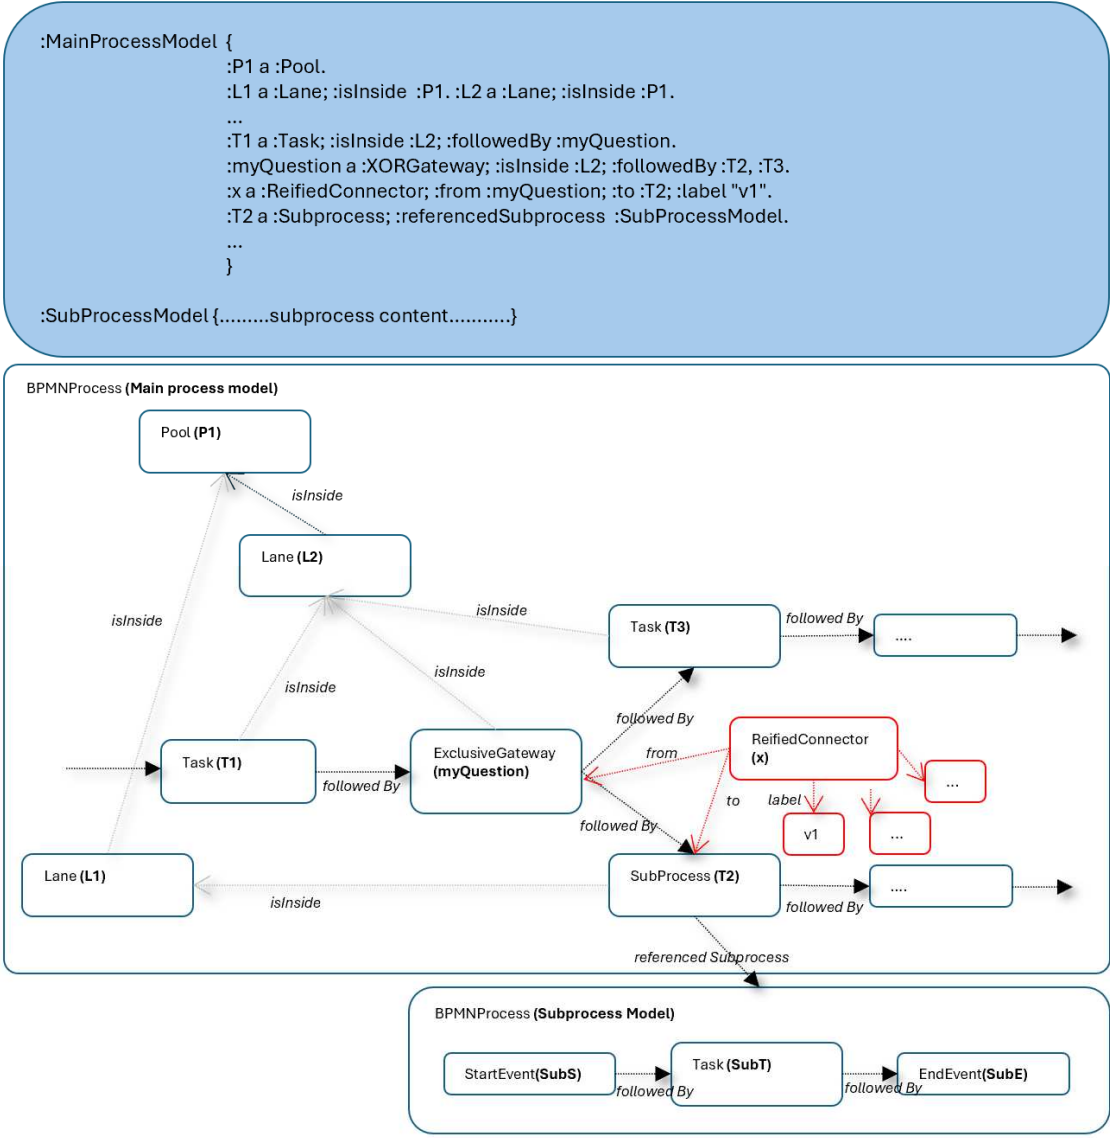 :MainProcessModel {
:P1 a :Pool.
:L1 a :Lane; :isInside :P1. :L2 a :Lane; :isInside :P1.
...
:T1 a :Task; :isInside :L2; :followedBy :myQuestion.
:myQuestion a :XORGateway; :isInside :L2; :followedBy :T2, :T3.
:x a :ReifiedConnector; :from :myQuestion; :to :T2; :label "v1".
:T2 a :Subprocess; :referencedSubprocess :SubProcessModel.
...
}
:SubProcessModel {.........subprocess content...........}
BPMNProcess (Main process model)
Pool (P1)
isInside
Lane (L2)
isInside
isInside
Task (T3)
followed By
....
isInside
isInside
followed By
ReifiedConnector
(x)
from
Task (T1)
followed By
ExclusiveGateway
(myQuestion)
...
to
label
v1
...
followed By
Lane (L1)
isInside
SubProcess (T2)
followed By
....
referenced Subprocess
BPMNProcess (Subprocess Model)
StartEvent(SubS)
followed By
Task (SubT)
followed By
EndEvent(SubE)